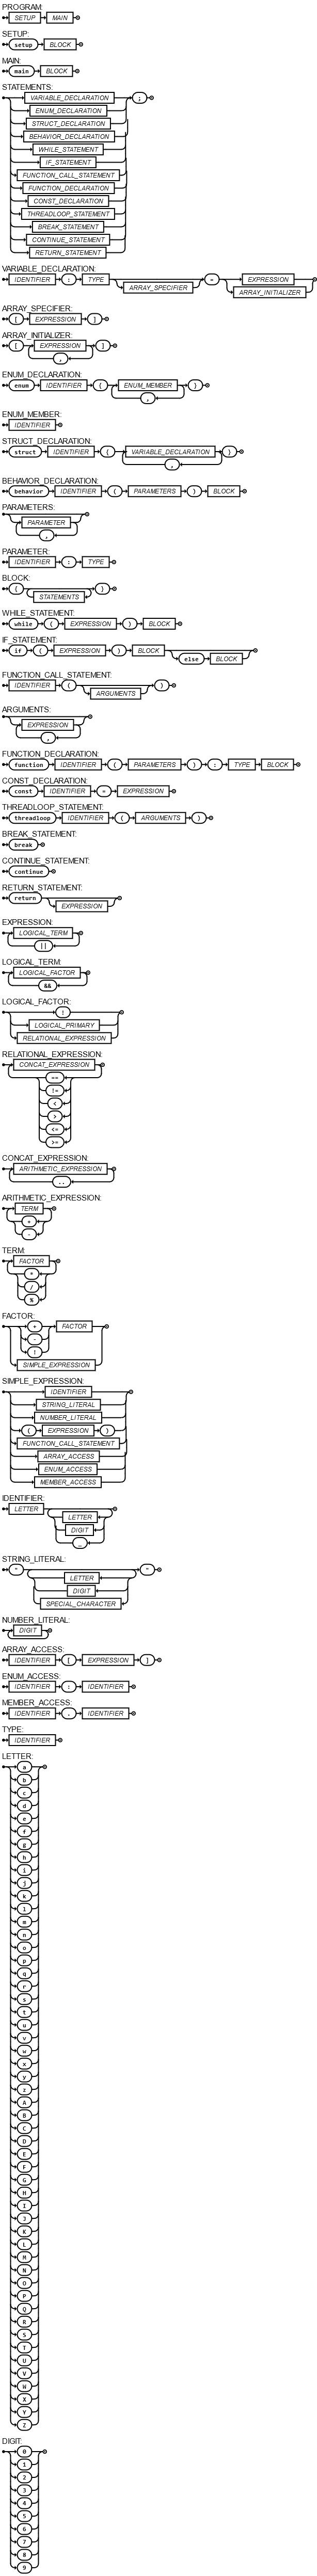 PROGRAM:
SETUP MAIN
SETUP:
setup BLOCK
MAIN:
main BLOCK
STATEMENTS:
VARIABLE_DECLARATION ;
ENUM_DECLARATION
STRUCT_DECLARATION
BEHAVIOR_DECLARATION
WHILE_STATEMENT
IF_STATEMENT
FUNCTION_CALL_STATEMENT
FUNCTION_DECLARATION
CONST_DECLARATION
THREADLOOP_STATEMENT
BREAK_STATEMENT
CONTINUE_STATEMENT
RETURN_STATEMENT
VARIABLE_DECLARATION:
IDENTIFIER : TYPE = EXPRESSION
ARRAY_SPECIFIER ARRAY_INITIALIZER
ARRAY_SPECIFIER:
[ EXPRESSION ]
ARRAY_INITIALIZER:
[ EXPRESSION ]
,
ENUM_DECLARATION:
enum IDENTIFIER { ENUM_MEMBER }
,
ENUM_MEMBER:
IDENTIFIER
STRUCT_DECLARATION:
struct IDENTIFIER { VARIABLE_DECLARATION }
,
BEHAVIOR_DECLARATION:
behavior IDENTIFIER ( PARAMETERS ) BLOCK
PARAMETERS:
PARAMETER
,
PARAMETER:
IDENTIFIER : TYPE
BLOCK:
{ }
STATEMENTS
WHILE_STATEMENT:
while ( EXPRESSION ) BLOCK
IF_STATEMENT:
if ( EXPRESSION ) BLOCK
else BLOCK
FUNCTION_CALL_STATEMENT:
IDENTIFIER ( )
ARGUMENTS
ARGUMENTS:
EXPRESSION
,
FUNCTION_DECLARATION:
function IDENTIFIER ( PARAMETERS ) : TYPE BLOCK
CONST_DECLARATION:
const IDENTIFIER = EXPRESSION
THREADLOOP_STATEMENT:
threadloop IDENTIFIER ( ARGUMENTS )
BREAK_STATEMENT:
break
CONTINUE_STATEMENT:
continue
RETURN_STATEMENT:
return
EXPRESSION
EXPRESSION:
LOGICAL_TERM
||
LOGICAL_TERM:
LOGICAL_FACTOR
&&
LOGICAL_FACTOR:
!
LOGICAL_PRIMARY
RELATIONAL_EXPRESSION
RELATIONAL_EXPRESSION:
CONCAT_EXPRESSION
==
!=
<
>
<=
>=
CONCAT_EXPRESSION:
ARITHMETIC_EXPRESSION
..
ARITHMETIC_EXPRESSION:
TERM
+
-
TERM:
FACTOR
*
/
%
FACTOR:
+ FACTOR
-
!
SIMPLE_EXPRESSION
SIMPLE_EXPRESSION:
IDENTIFIER
STRING_LITERAL
NUMBER_LITERAL
( EXPRESSION )
FUNCTION_CALL_STATEMENT
ARRAY_ACCESS
ENUM_ACCESS
MEMBER_ACCESS
IDENTIFIER:
LETTER
LETTER
DIGIT
_
STRING_LITERAL:
" "
LETTER
DIGIT
SPECIAL_CHARACTER
NUMBER_LITERAL:
DIGIT
ARRAY_ACCESS:
IDENTIFIER [ EXPRESSION ]
ENUM_ACCESS:
IDENTIFIER : IDENTIFIER
MEMBER_ACCESS:
IDENTIFIER . IDENTIFIER
TYPE:
IDENTIFIER
LETTER:
a
b
c
d
e
f
g
h
i
j
k
l
m
n
o
p
q
r
s
t
u
v
w
x
y
z
A
B
C
D
E
F
G
H
I
J
K
L
M
N
O
P
Q
R
S
T
U
V
W
X
Y
Z
DIGIT:
0
1
2
3
4
5
6
7
8
9